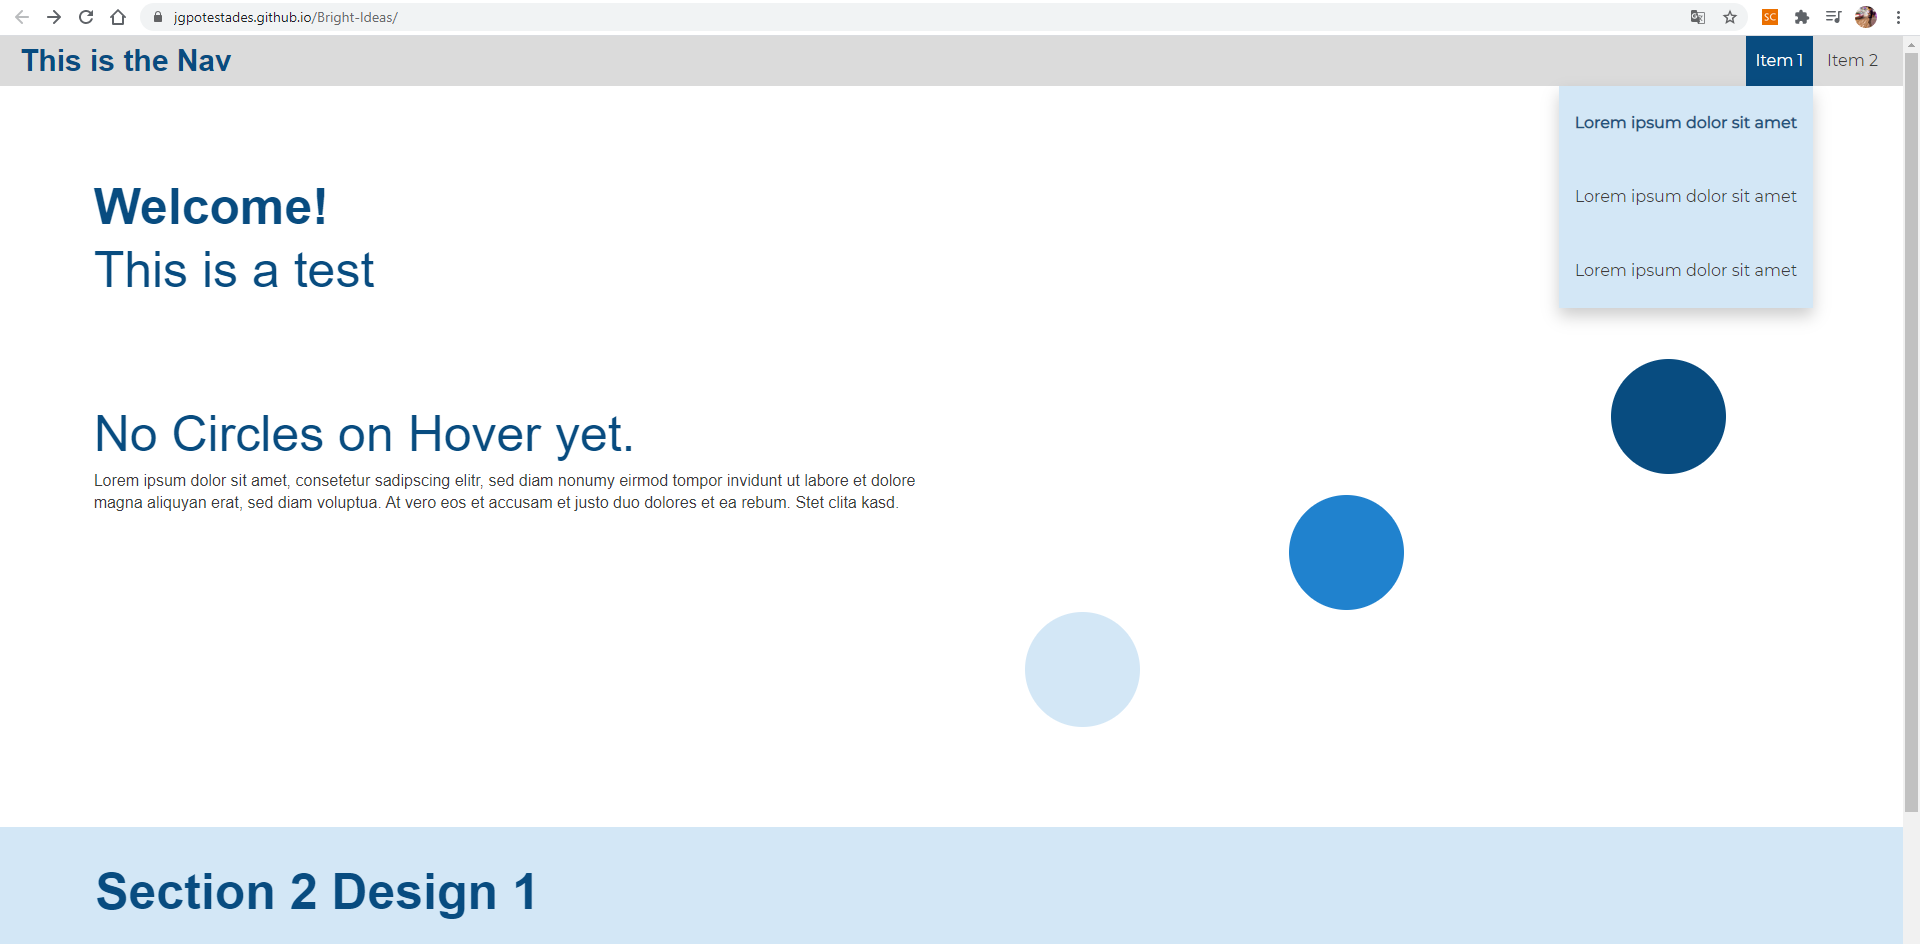 jgpotestades.github.io/Bright-Ideas/
SC
This is the Nav
Item 1
Item 2
Lorem ipsum dolor sit amet
Lorem ipsum dolor sit amet
Lorem ipsum dolor sit amet
Welcome!
This is a test
No Circles on Hover yet.
Lorem ipsum dolor sit amet, consetetur sadipscing elitr, sed diam nonumy eirmod tompor invidunt ut labore et dolore
magna aliquyan erat, sed diam voluptua. At vero eos et accusam et justo duo dolores et ea rebum. Stet clita kasd.
Section 2 Design 1